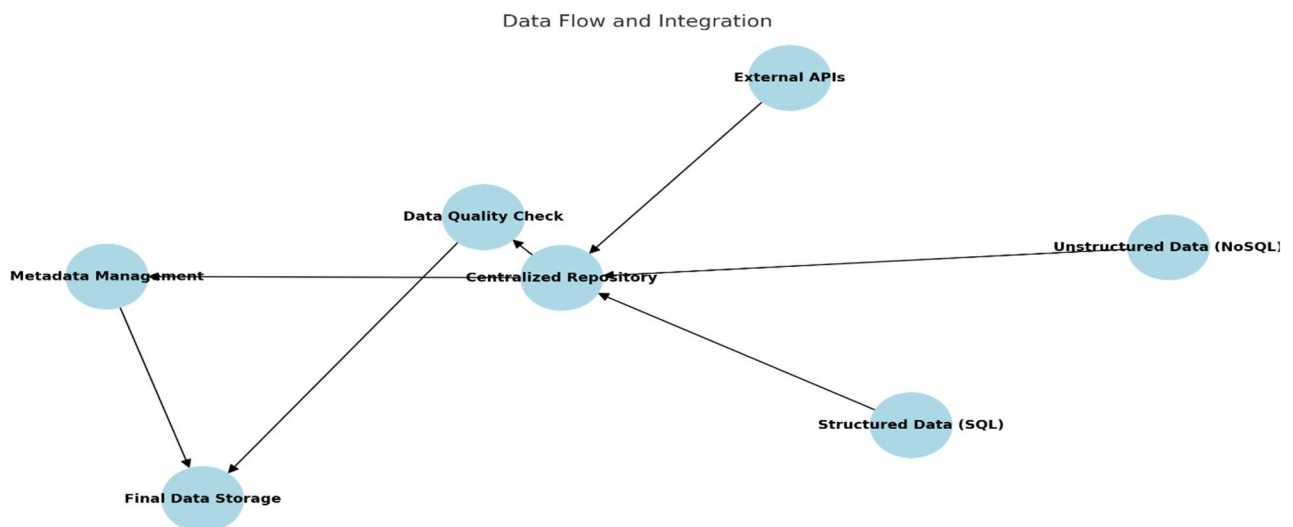 Data Flow and Integration
External APIs
Data Quality Check
Unstructured Data (NoSQL)
Metadata Management
Centralized Repository
Structured Data (SQL)
Final Data Storage